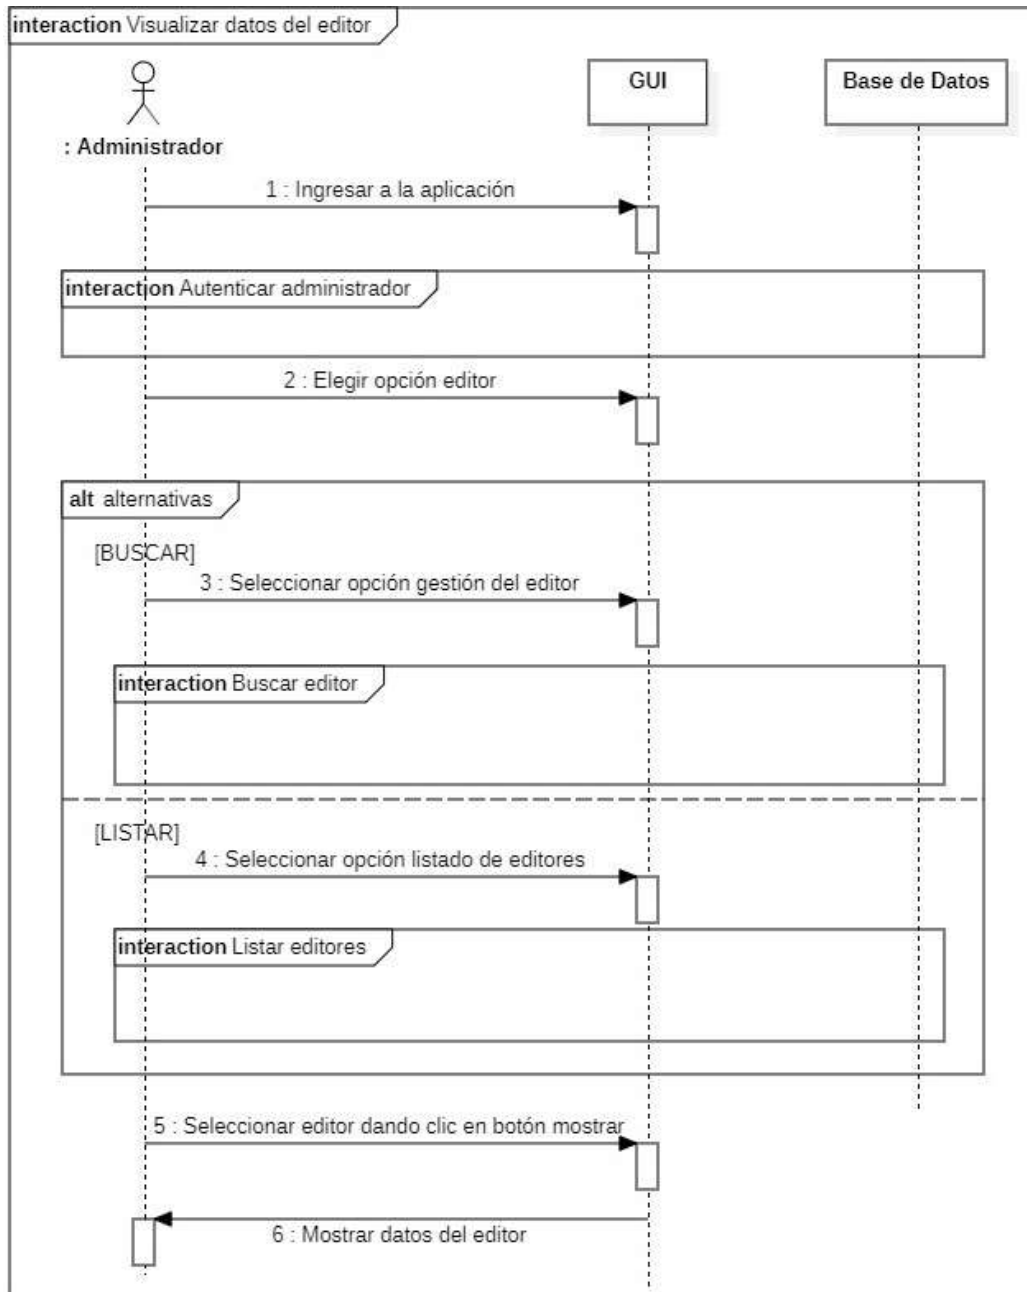 interaction Visualizar datos del editor
GUI
Base de Datos
: Administrador
1 : Ingresar a la aplicación
interaction Autenticar administrador
2 : Elegir opción editor
alt alternativas
[BUSCAR]
3 : Seleccionar opción gestión del editor
interaction Buscar editor
[LISTAR]
4 : Seleccionar opción listado de editores
interaction Listar editores
5 : Seleccionar editor dando clic en botón mostrar
6 : Mostrar datos del editor